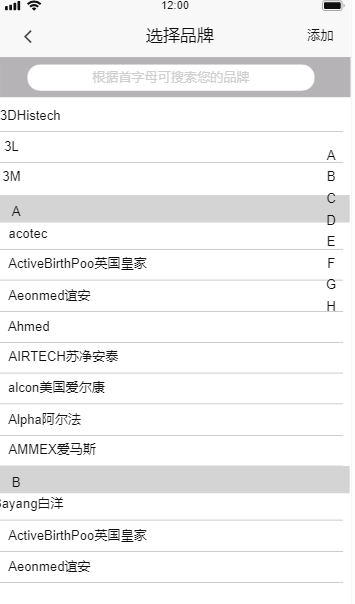 12:00
选择品牌
添加
根据首字母可搜索您的品牌
3DHistech
3L
3M
A
acotec
ActiveBirthPoo英国皇家
Aeonmed谊安
Ahmed
AIRTECH苏净安泰
alcon美国爱尔康
Alpha阿尔法
AMMEX爱马斯
B
Bayang白洋
ActiveBirthPoo英国皇家
Aeonmed谊安
A
B
C
D
E
F
G
H